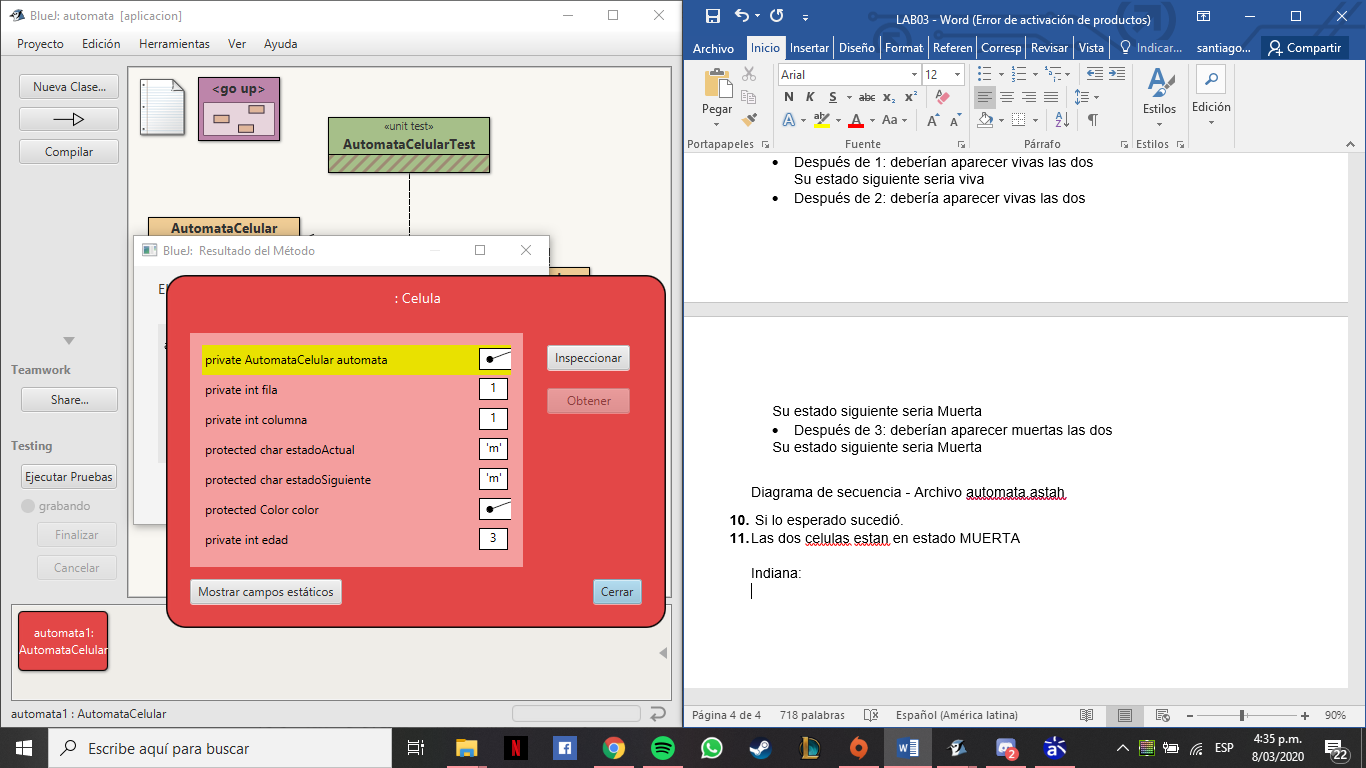 BlueJ: automata [aplicacion]
Proyecto Edición Herramientas Ver Ayuda
Nueva Clase...
Compilar
Teamwork
Share...
Testing
Ejecutar Pruebas
grabando
Finalizar
Cancelar
<go up>
«unit test»
AutomataCelularTest
AutomataCelular
BlueJ: Resultado del Método
El
: Celula
private AutomataCelular automata
private int fila 1
private int columna 1
protected char estadoActual 'm'
protected char estadoSiguiente 'm'
protected Color color
private int edad 3
Inspeccionar
Obtener
Mostrar campos estáticos
Cerrar
automata1:
AutomataCelular
automata1 : AutomataCelular
LAB03 - Word (Error de activación de productos)
Archivo Inicio Insertar Diseño Format Referen Corresp Revisar Vista Indicar... santiago... Compartir
Pegar
Portapapeles
Arial 12
N K S abc x₂ x²
A ab A Aa A A
Fuente
Párrafo
Estilos
Estilos
Edición
• Después de 1: deberían aparecer vivas las dos
Su estado siguiente seria viva
• Después de 2: debería aparecer vivas las dos
Su estado siguiente seria Muerta
• Después de 3: deberían aparecer muertas las dos
Su estado siguiente seria Muerta
Diagrama de secuencia - Archivo automata.astah
10. Si lo esperado sucedió.
11. Las dos celulas estan en estado MUERTA
Indiana:
Página 4 de 4 718 palabras Español (América latina) 90%
Escribe aquí para buscar
ESP
4:35 p.m.
8/03/2020
22
2